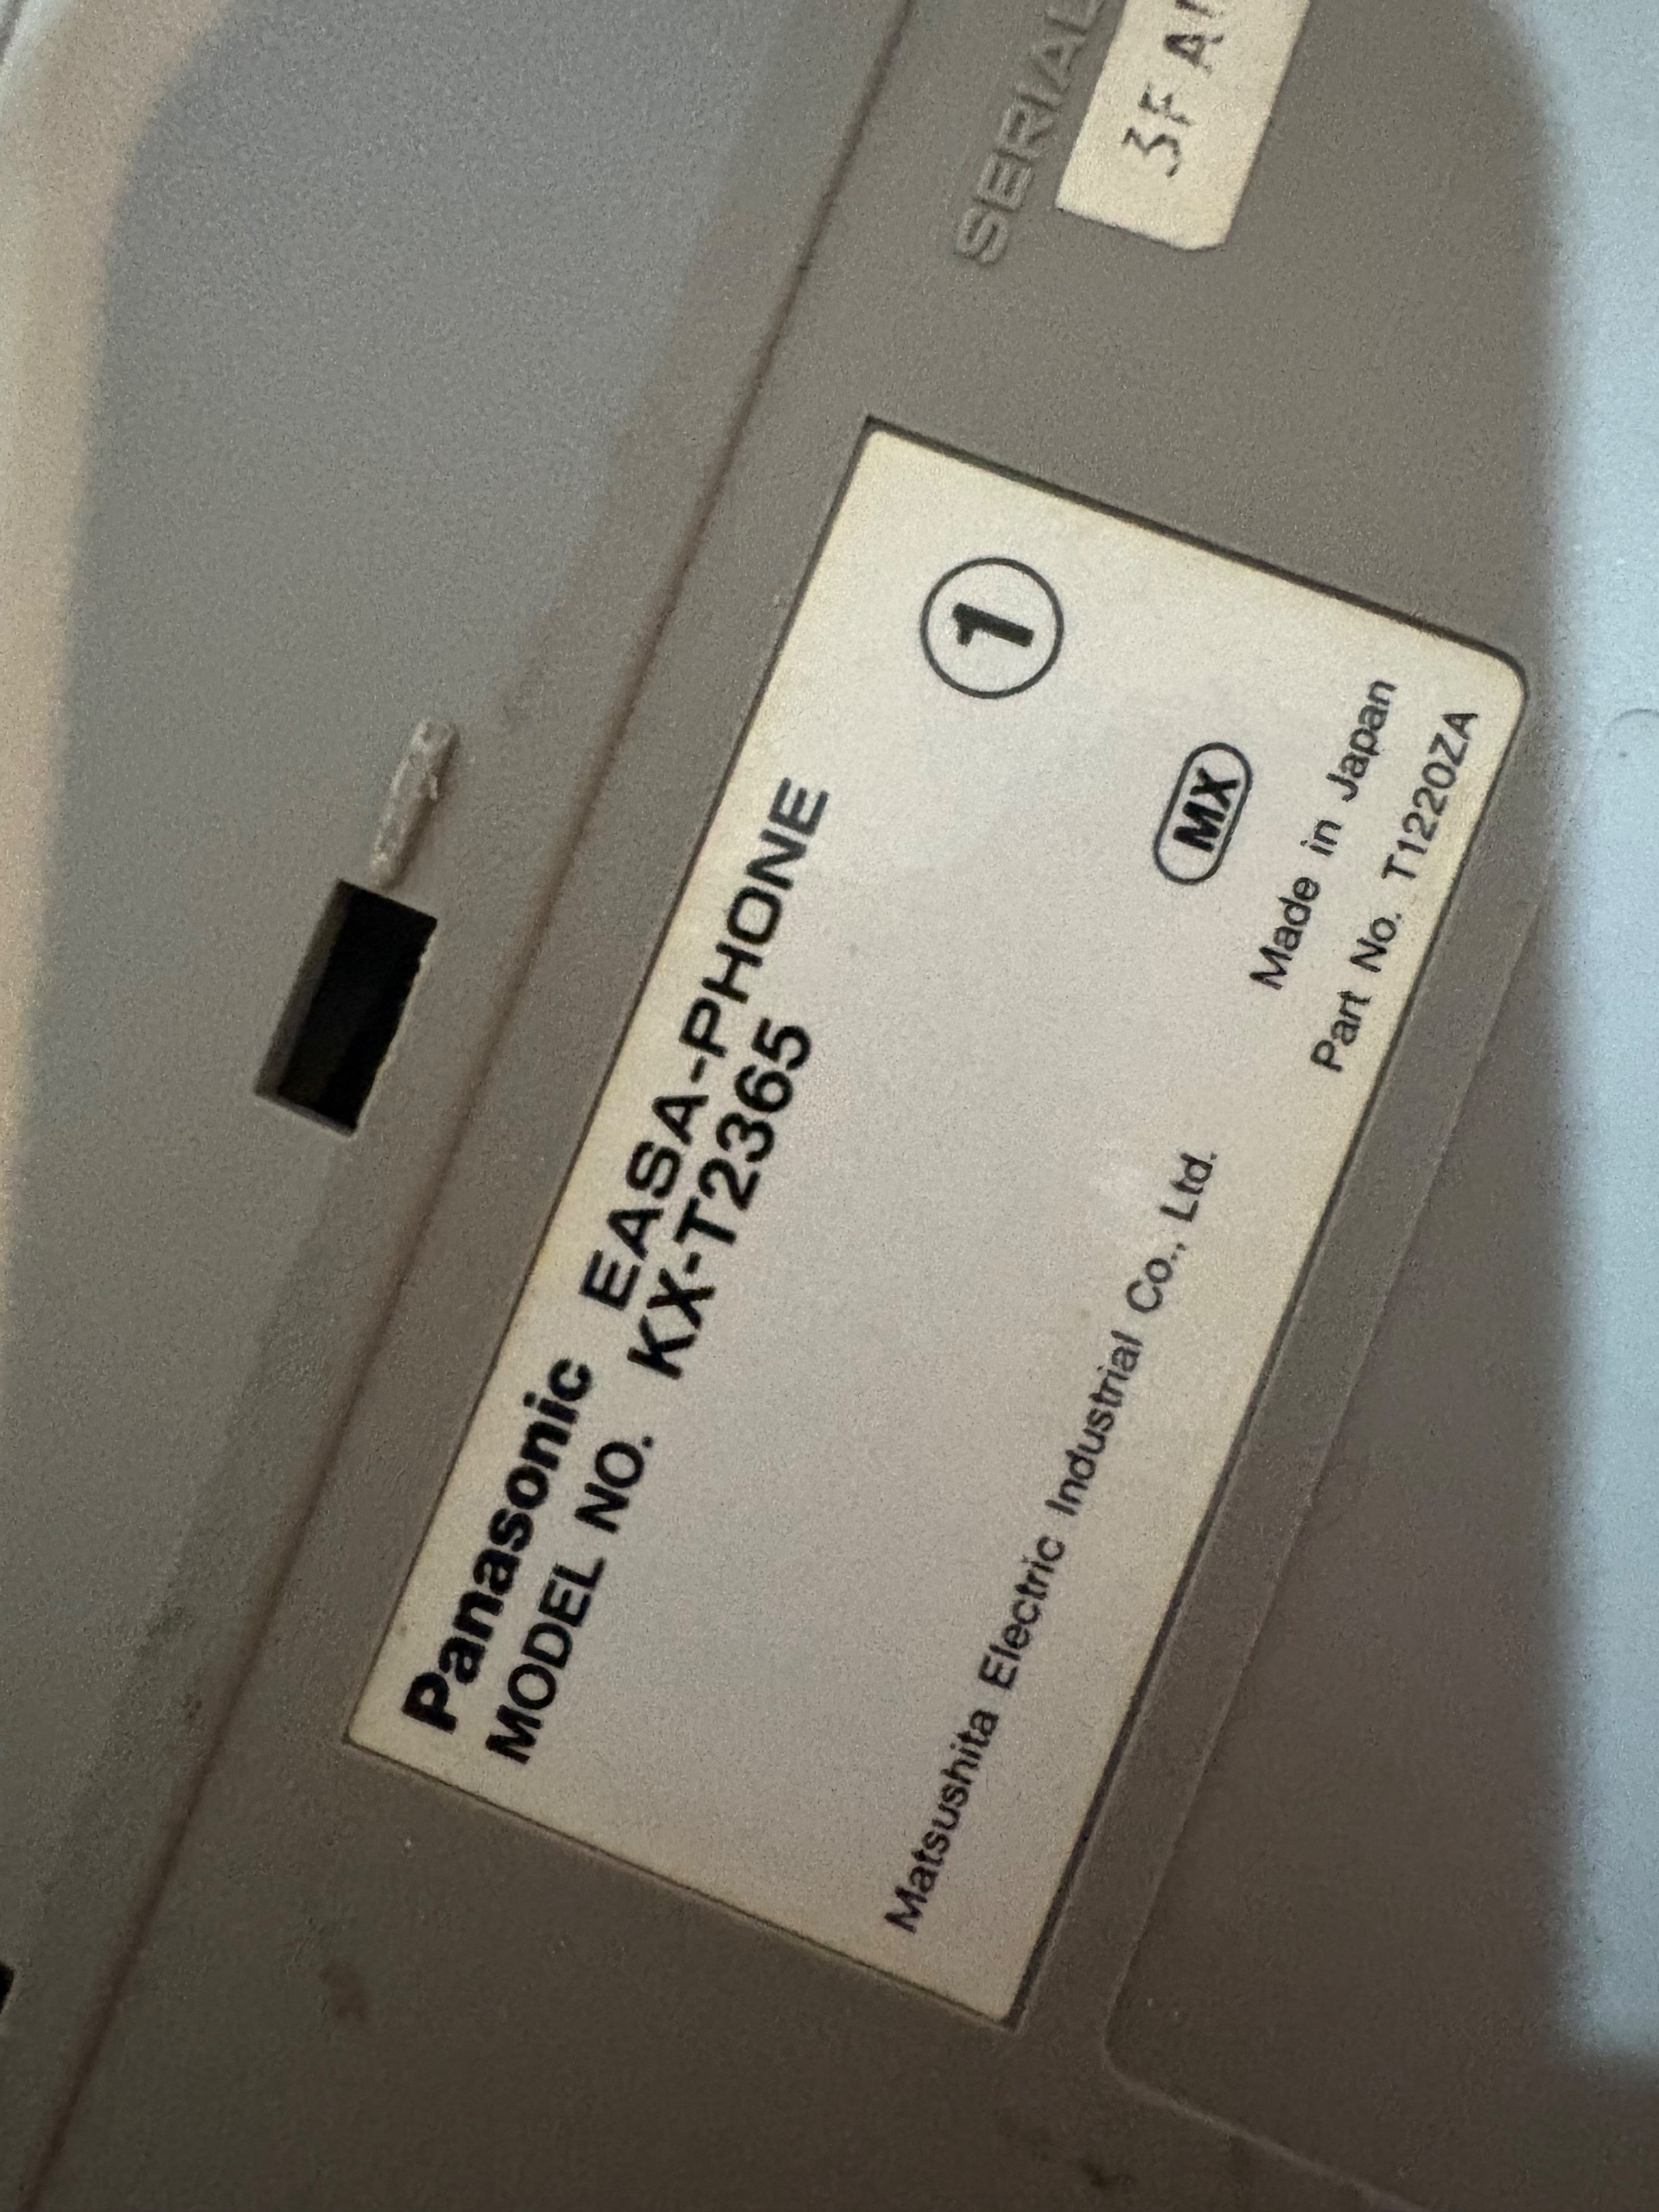 Panasonic EASA-PHONE
MODEL NO. KX-T2365
1
MX
Matsushita Electric Industrial Co., Ltd.
Made in Japan
Part No. T1220ZA
SERIAL